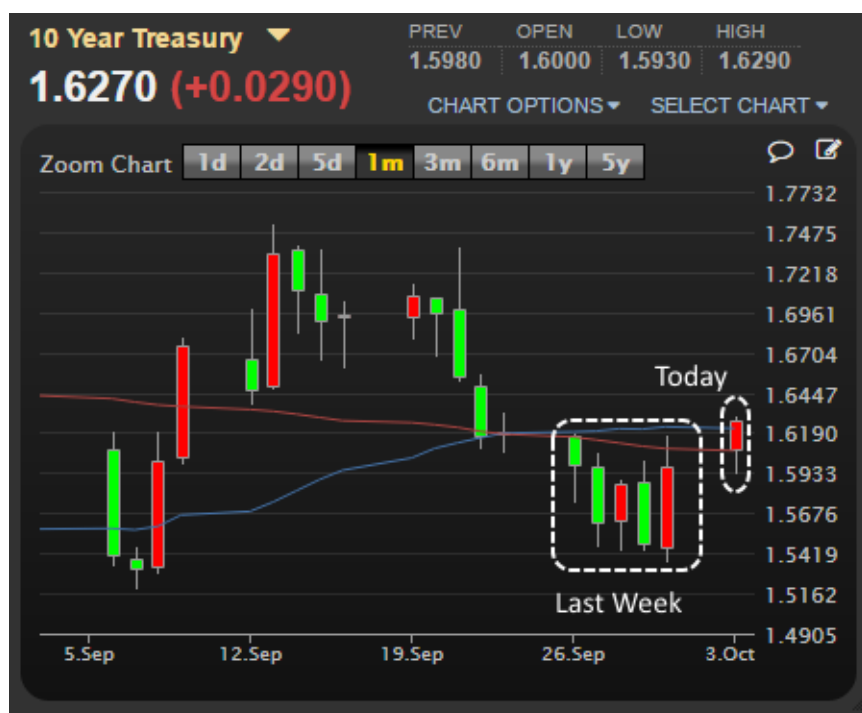 10 Year Treasury
PREV OPEN LOW HIGH
1.5980 1.6000 1.5930 1.6290
1.6270 (+0.0290)
CHART OPTIONS SELECT CHART
Zoom Chart 1d 2d 5d 1m 3m 6m 1y 5y
1.7732
1.7475
1.7218
1.6961
1.6704
Today
1.6447
1.6190
1.5933
1.5676
1.5419
1.5162
Last Week
1.4905
5.Sep 12.Sep 19.Sep 26.Sep 3.Oct